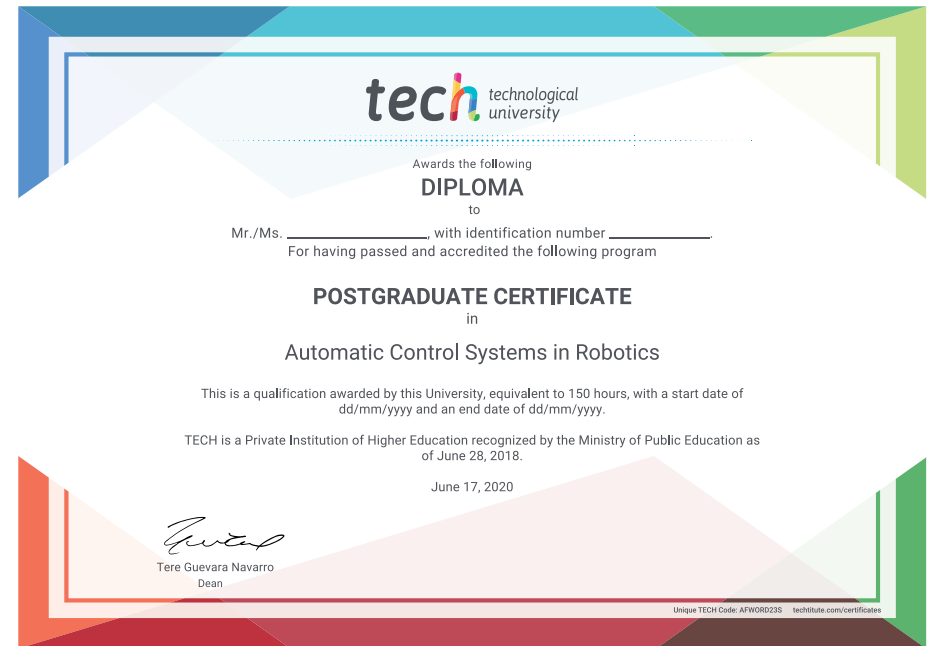 tech technological
university
Awards the following
DIPLOMA
to
Mr./Ms. ____________________, with identification number ______________.
For having passed and accredited the following program
POSTGRADUATE CERTIFICATE
in
Automatic Control Systems in Robotics
This is a qualification awarded by this University, equivalent to 150 hours, with a start date of
dd/mm/yyyy and an end date of dd/mm/yyyy.
TECH is a Private Institution of Higher Education recognized by the Ministry of Public Education as
of June 28, 2018.
June 17, 2020
Tere Guevara Navarro
Dean
Unique TECH Code: AFWORD23S techtitute.com/certificates